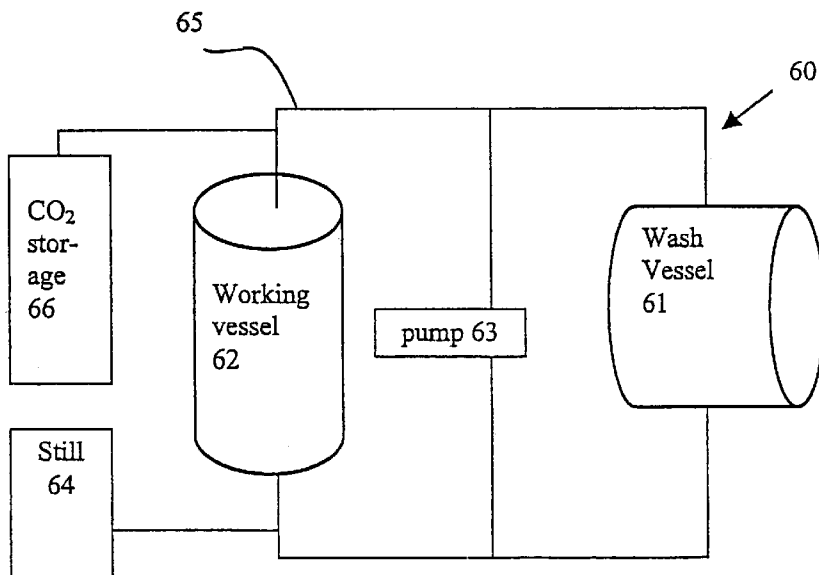 65
60
CO₂
stor-
age
66
Working
vessel
62
pump 63
Wash
Vessel
61
Still
64